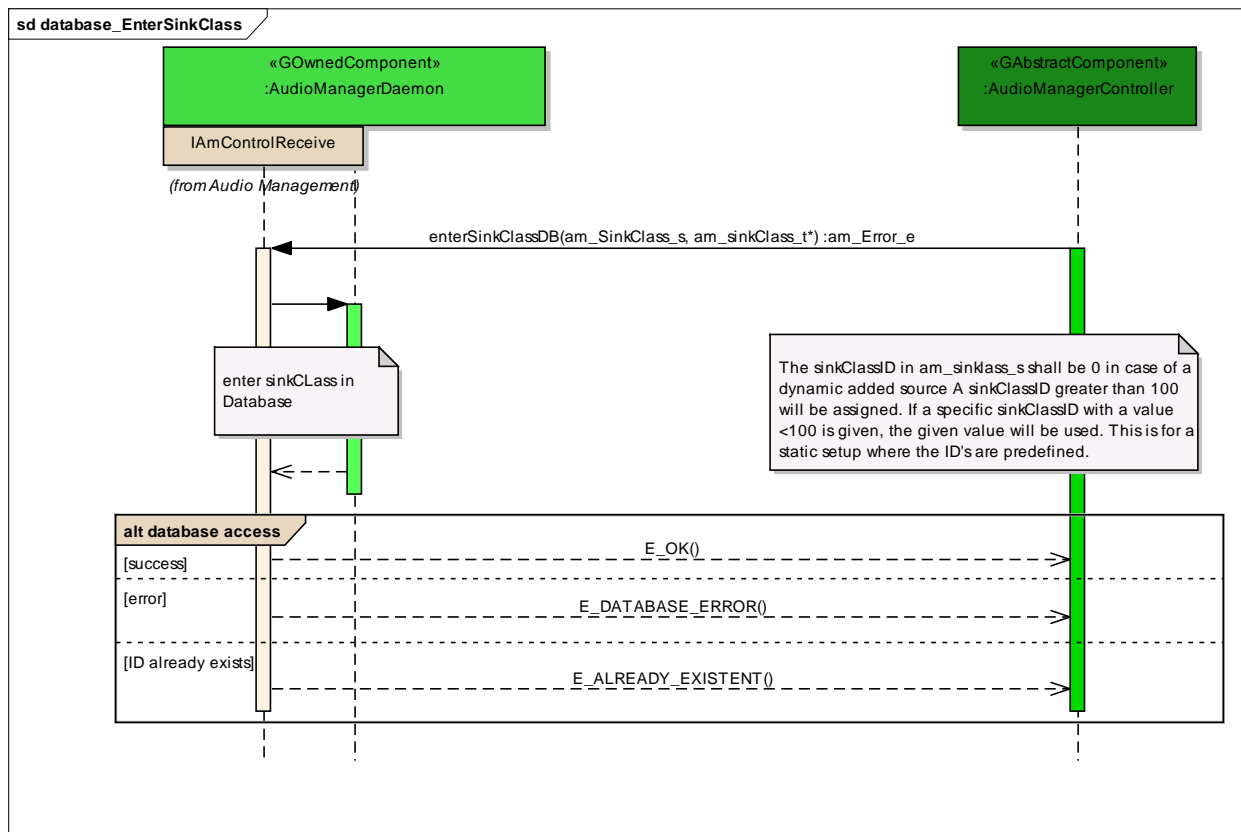 sd database_EnterSinkClass
«GOwnedComponent»
:AudioManagerDaemon
«GAbstractComponent»
:AudioManagerController
IAmControlReceive
(from Audio Management)
enterSinkClassDB(am_SinkClass_s, am_sinkClass_t*) :am_Error_e
enter sinkCLass in
Database
The sinkClassID in am_sinklass_s shall be 0 in case of a
dynamic added source A sinkClassID greater than 100
will be assigned. If a specific sinkClassID with a value
<100 is given, the given value will be used. This is for a
static setup where the ID's are predefined.
alt database access
E_OK()
[success]
[error]
E_DATABASE_ERROR()
[ID already exists]
E_ALREADY_EXISTENT()